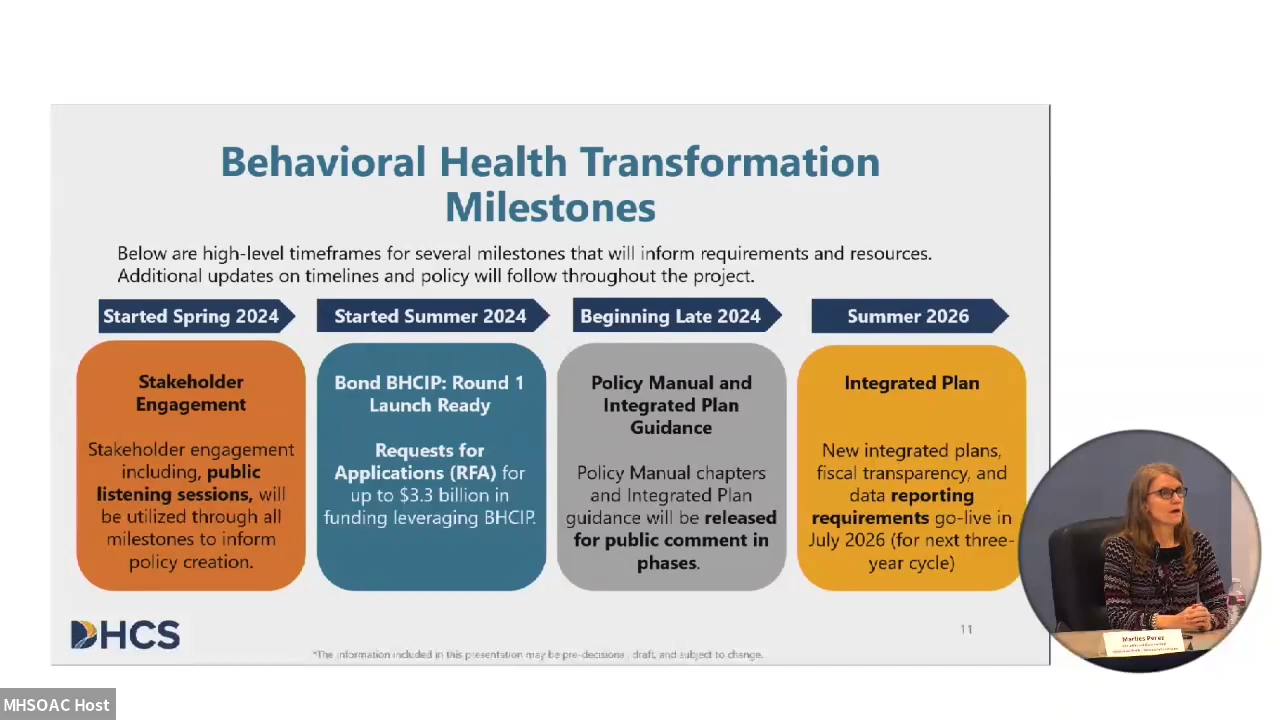 Behavioral Health Transformation
Milestones
Below are high-level timeframes for several milestones that will inform requirements and resources.
Additional updates on timelines and policy will follow throughout the project.
Started Spring 2024
Started Summer 2024
Beginning Late 2024
Summer 2026
Stakeholder
Engagement
Stakeholder engagement
including, public
listening sessions, will
be utilized through all
milestones to inform
policy creation.
Bond BHCIP: Round 1
Launch Ready
Requests for
Applications (RFA) for
up to $3.3 billion in
funding leveraging BHCIP.
Policy Manual and
Integrated Plan
Guidance
Policy Manual chapters
and Integrated Plan
guidance will be released
for public comment in
phases.
Integrated Plan
New integrated plans,
fiscal transparency, and
data reporting
requirements go-live in
July 2026 (for next three-
year cycle)
DHCS
11
*The information included in this presentation may be pre-decisional, draft, and subject to change.
Marlies Perez
MHSOAC Host